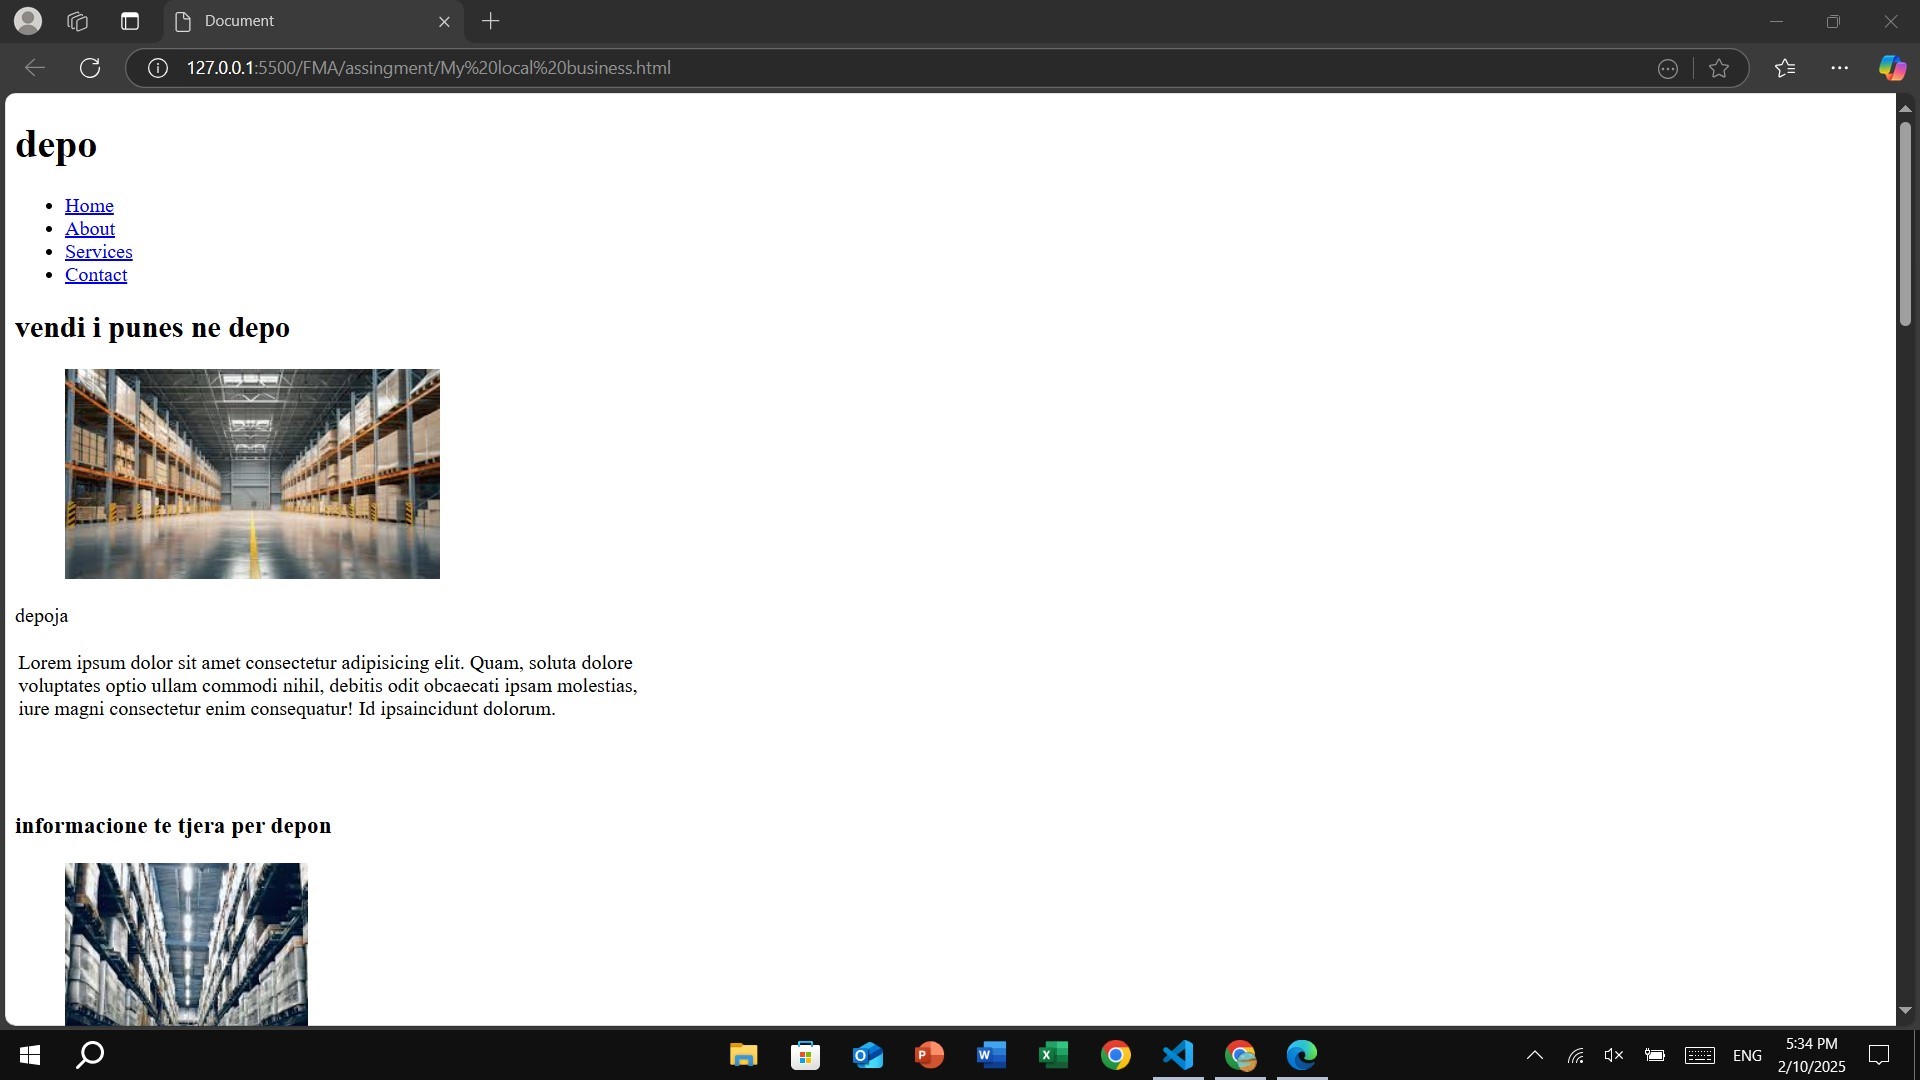 Document
127.0.0.1:5500/FMA/assingment/My%20local%20business.html
depo
Home
About
Services
Contact
vendi i punes ne depo
depoja
Lorem ipsum dolor sit amet consectetur adipisicing elit. Quam, soluta dolore
voluptates optio ullam commodi nihil, debitis odit obcaecati ipsam molestias,
iure magni consectetur enim consequatur! Id ipsaincidunt dolorum.
informacione te tjera per depon
ENG
5:34 PM
2/10/2025